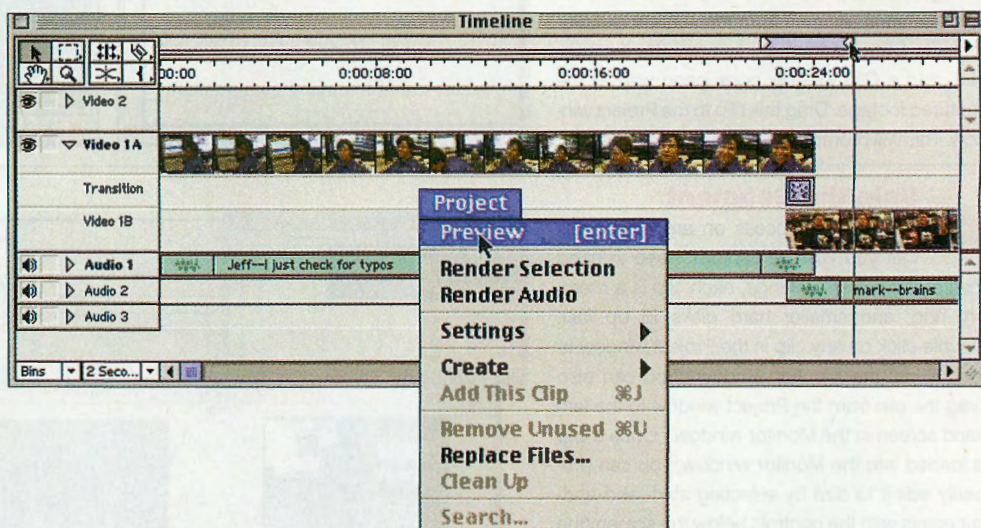 Timeline
00:00
0:00:08:00
0:00:16:00
0:00:24:00
Video 2
Video 1A
Transition
Video 1B
Audio 1
Jeff--I just check for typos
Audio 2
mark--brains
Audio 3
Bins
2 Seco...
Project
Preview [enter]
Render Selection
Render Audio
Settings
Create
Add This Clip ⌘J
Remove Unused ⌘U
Replace Files...
Clean Up
Search...